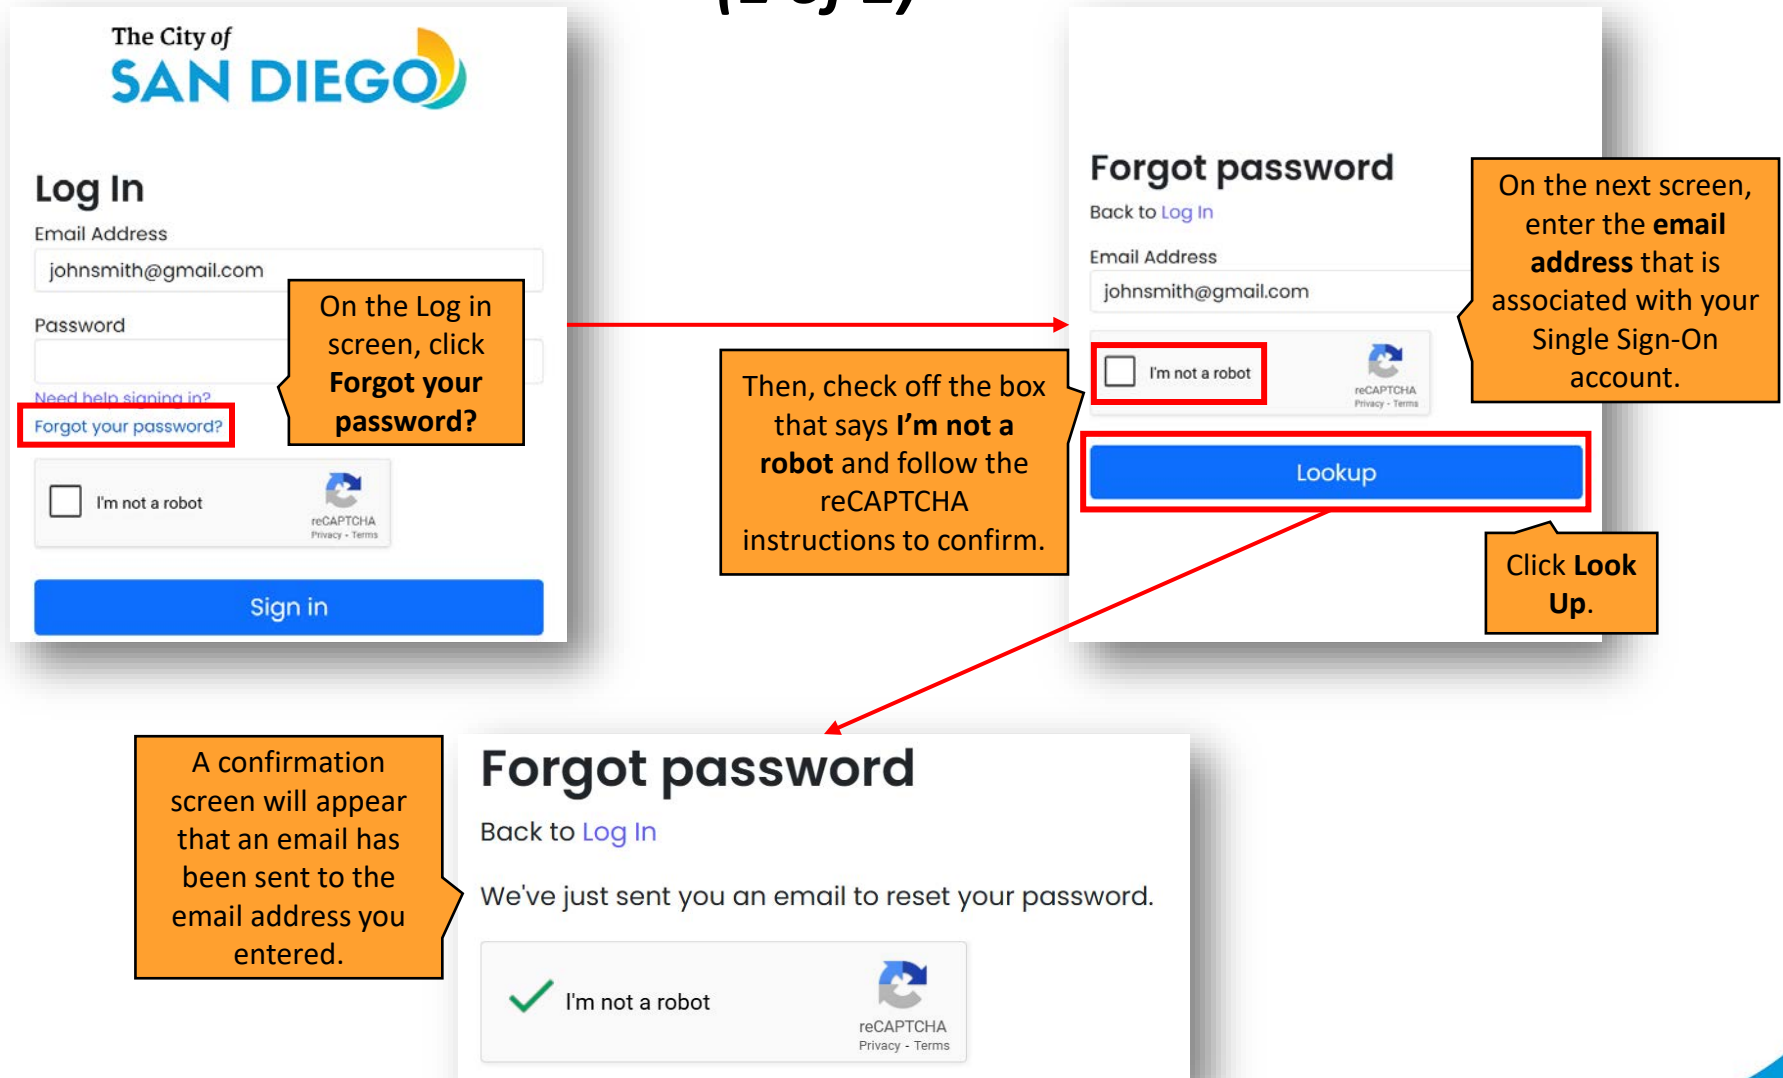 The City of
SAN DIEGO
Log In
Email Address
johnsmith@gmail.com
Password
Need help signing in?
Forgot your password?
I'm not a robot
reCAPTCHA
Privacy - Terms
Sign in
On the Log in
screen, click
Forgot your
password?
Forgot password
Back to Log In
Email Address
johnsmith@gmail.com
I'm not a robot
reCAPTCHA
Privacy - Terms
Lookup
On the next screen,
enter the email
address that is
associated with your
Single Sign-On
account.
Then, check off the box
that says I’m not a
robot and follow the
reCAPTCHA
instructions to confirm.
Click Look
Up.
A confirmation
screen will appear
that an email has
been sent to the
email address you
entered.
Forgot password
Back to Log In
We've just sent you an email to reset your password.
I'm not a robot
reCAPTCHA
Privacy - Terms